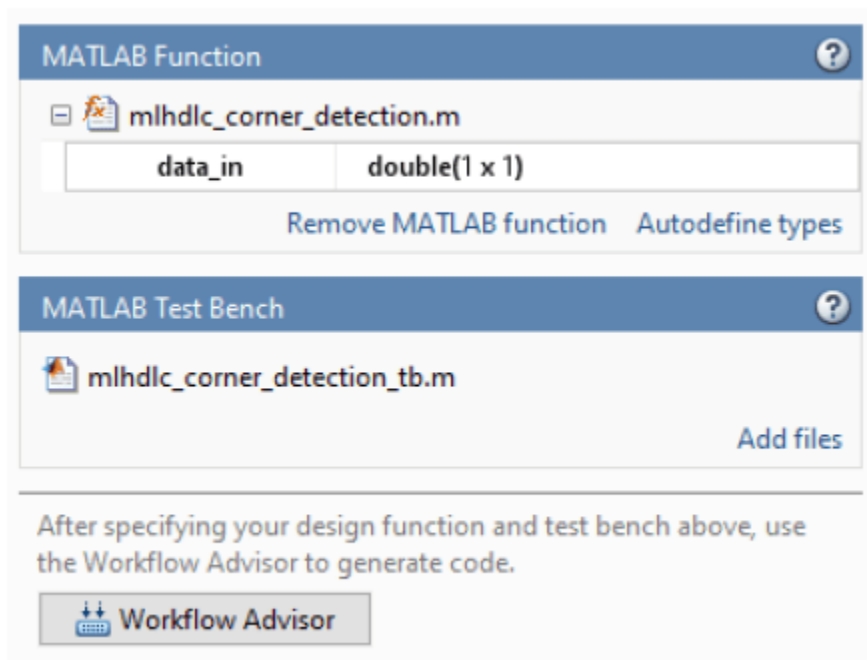 MATLAB Function
mlhdlc_corner_detection.m
data_in double(1 x 1)
Remove MATLAB function Autodefine types
MATLAB Test Bench
mlhdlc_corner_detection_tb.m
Add files
After specifying your design function and test bench above, use
the Workflow Advisor to generate code.
Workflow Advisor